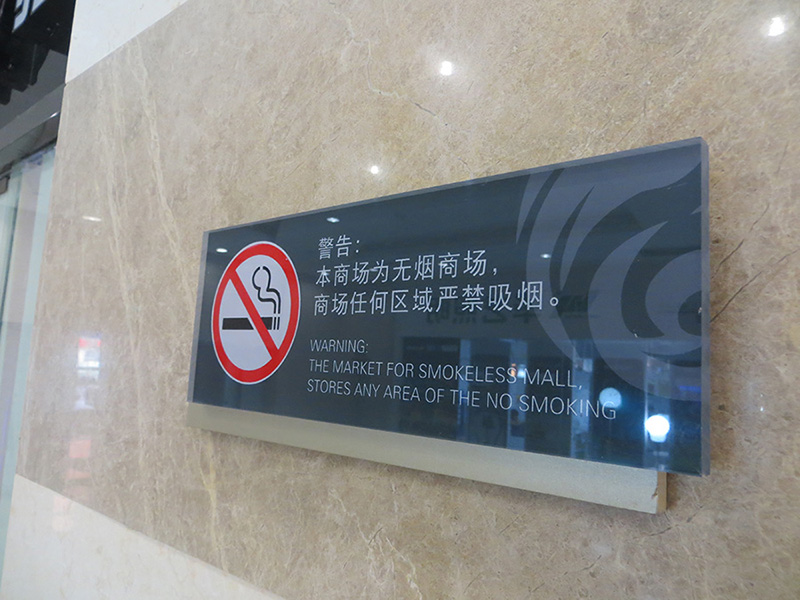 警告：
本商场为无烟商场，
商场任何区域严禁吸烟。
WARNING:
THE MARKET FOR SMOKELESS MALL,
STORES ANY AREA OF THE NO SMOKING